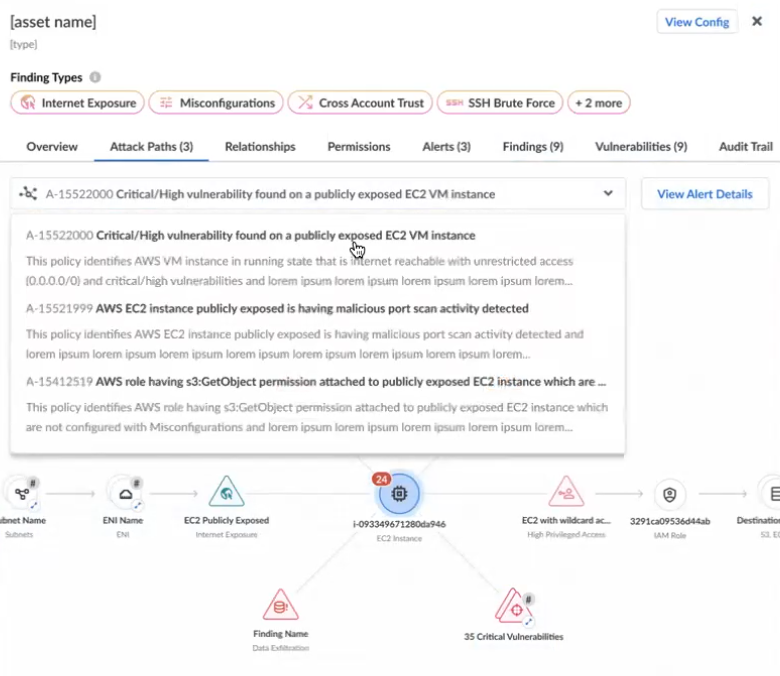 [asset name]
View Config
[type]
Finding Types
Internet Exposure
Misconfigurations
Cross Account Trust
SSH
SSH Brute Force
+ 2 more
Overview
Attack Paths (3)
Relationships
Permissions
Alerts (3)
Findings (9)
Vulnerabilities (9)
Audit Trail
A-15522000 Critical/High vulnerability found on a publicly exposed EC2 VM instance
View Alert Details
A-15522000 Critical/High vulnerability found on a publicly exposed EC2 VM instance
This policy identifies AWS VM instance in running state that is internet reachable with unrestricted access
(0.0.0.0/0) and critical/high vulnerabilities and lorem ipsum lorem ipsum lorem ipsum lorem...
A-15521999 AWS EC2 instance publicly exposed is having malicious port scan activity detected
This policy identifies AWS EC2 instance publicly exposed is having malicious port scan activity detected and
lorem ipsum lorem ipsum lorem ipsum lorem ipsum lorem ipsum lorem ipsum lorem...
A-15412519 AWS role having s3:GetObject permission attached to publicly exposed EC2 instance which are ...
This policy identifies AWS role having s3:GetObject permission attached to publicly exposed EC2 instance which
are not configured with Misconfigurations and lorem ipsum lorem ipsum lorem ipsum lorem...
24
#
#
ubnet Name
ENI Name
EC2 Publicly Exposed
i-093349671280da946
EC2 with wildcard ac...
3291ca09536d44ab
Destination
Subnets
ENI
Internet Exposure
EC2 Instance
High Privileged Access
IAM Role
S3, EC
#
Finding Name
35 Critical Vulnerabilities
Data Exfiltration